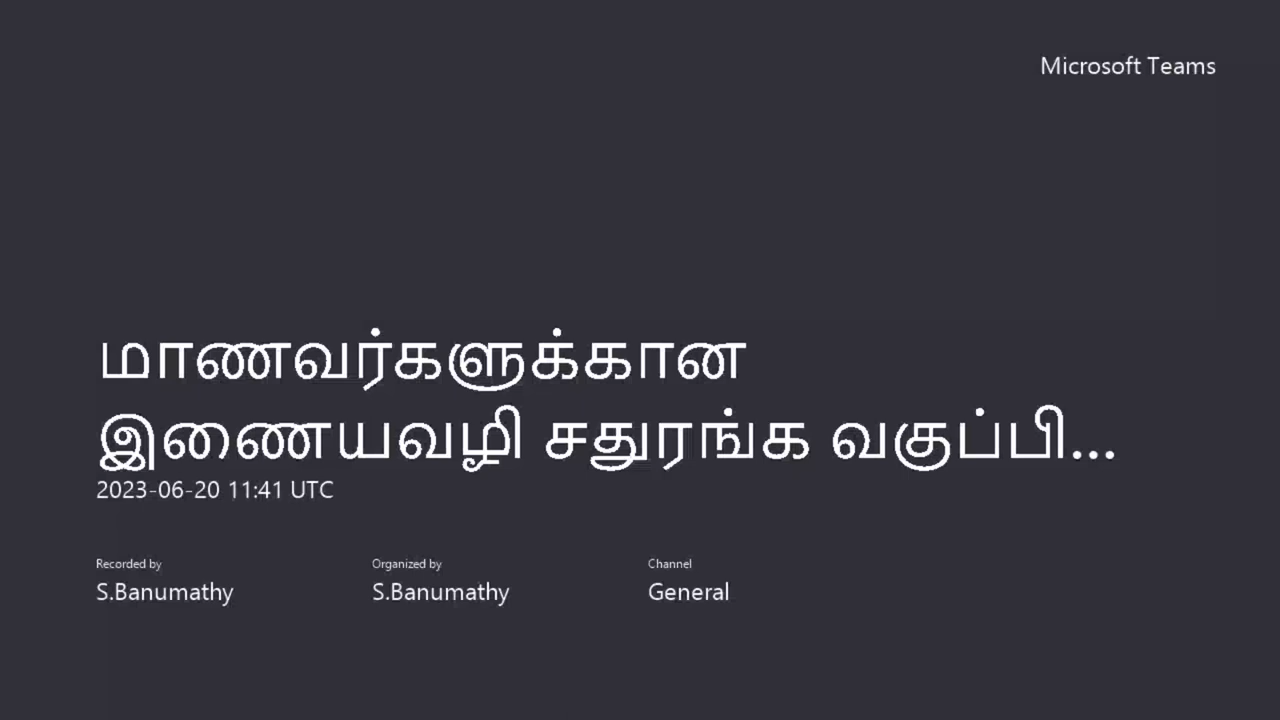 Microsoft Teams
மாணவர்களுக்கான
இணையவழி சதுரங்க வகுப்பி...
2023-06-20 11:41 UTC
Recorded by
S.Banumathy
Organized by
S.Banumathy
Channel
General